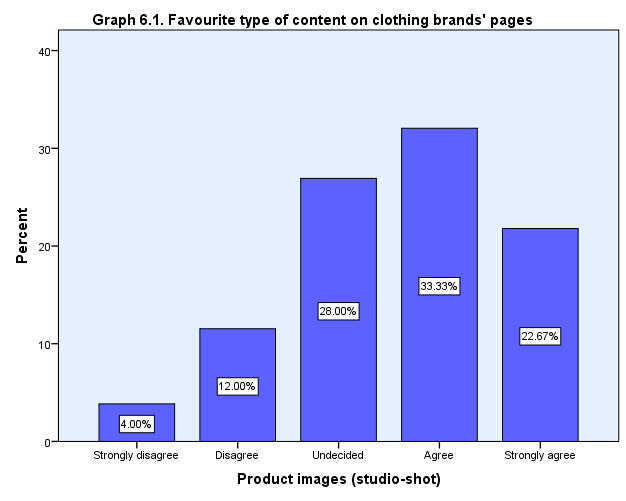 Graph 6.1. Favourite type of content on clothing brands' pages
Percent
40
30
20
10
0
4.00%
12.00%
28.00%
33.33%
22.67%
Strongly disagree
Disagree
Undecided
Agree
Strongly agree
Product images (studio-shot)